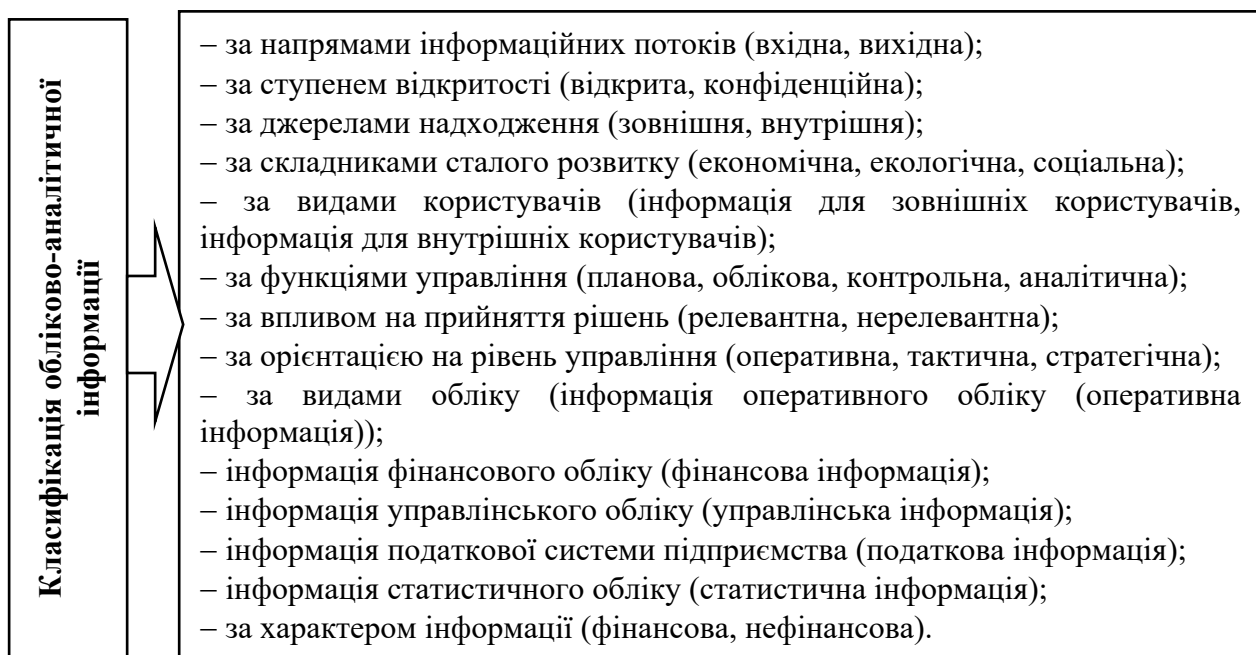 Класифікація обліково-аналітичної
інформації
– за напрямами інформаційних потоків (вхідна, вихідна);
– за ступенем відкритості (відкрита, конфіденційна);
– за джерелами надходження (зовнішня, внутрішня);
– за складниками сталого розвитку (економічна, екологічна, соціальна);
– за видами користувачів (інформація для зовнішніх користувачів,
інформація для внутрішніх користувачів);
– за функціями управління (планова, облікова, контрольна, аналітична);
– за впливом на прийняття рішень (релевантна, нерелевантна);
– за орієнтацією на рівень управління (оперативна, тактична, стратегічна);
– за видами обліку (інформація оперативного обліку (оперативна
інформація));
– інформація фінансового обліку (фінансова інформація);
– інформація управлінського обліку (управлінська інформація);
– інформація податкової системи підприємства (податкова інформація);
– інформація статистичного обліку (статистична інформація);
– за характером інформації (фінансова, нефінансова).